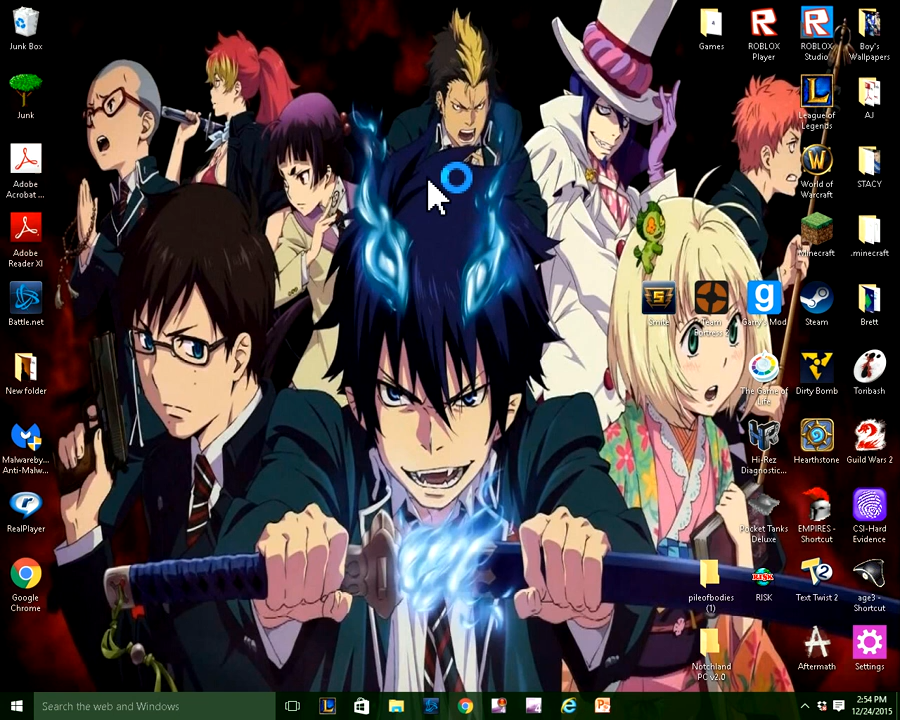 Junk Box
Junk
Adobe
Acrobat ...
Adobe
Reader XI
Battle.net
New folder
Malwareby...
Anti-Malw...
RealPlayer
Google
Chrome
Games
ROBLOX
Player
ROBLOX
Studio
Boy's
Wallpapers
League of
Legends
AJ
World of
Warcraft
STACY
Minecraft
.minecraft
Smite
Team
Fortress 2
Garry's Mod
Steam
Brett
The Game of
Life
Dirty Bomb
Toribash
Hi-Rez
Diagnostic...
Hearthstone
Guild Wars 2
Pocket Tanks
Deluxe
EMPIRES -
Shortcut
CSI-Hard
Evidence
pileofbodies
(1)
RISK
Text Twist 2
age3 -
Shortcut
Notchland
PC v2.0
Aftermath
Settings
Search the web and Windows
2:54 PM
12/24/2015